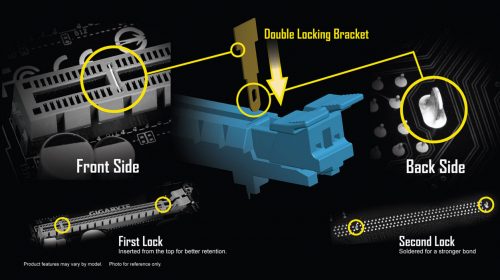 Double Locking Bracket
Front Side
Back Side
GIGABYTE
First Lock
Inserted from the top for better retention.
Second Lock
Soldered for a stronger bond
Product features may vary by model. Photo for reference only.